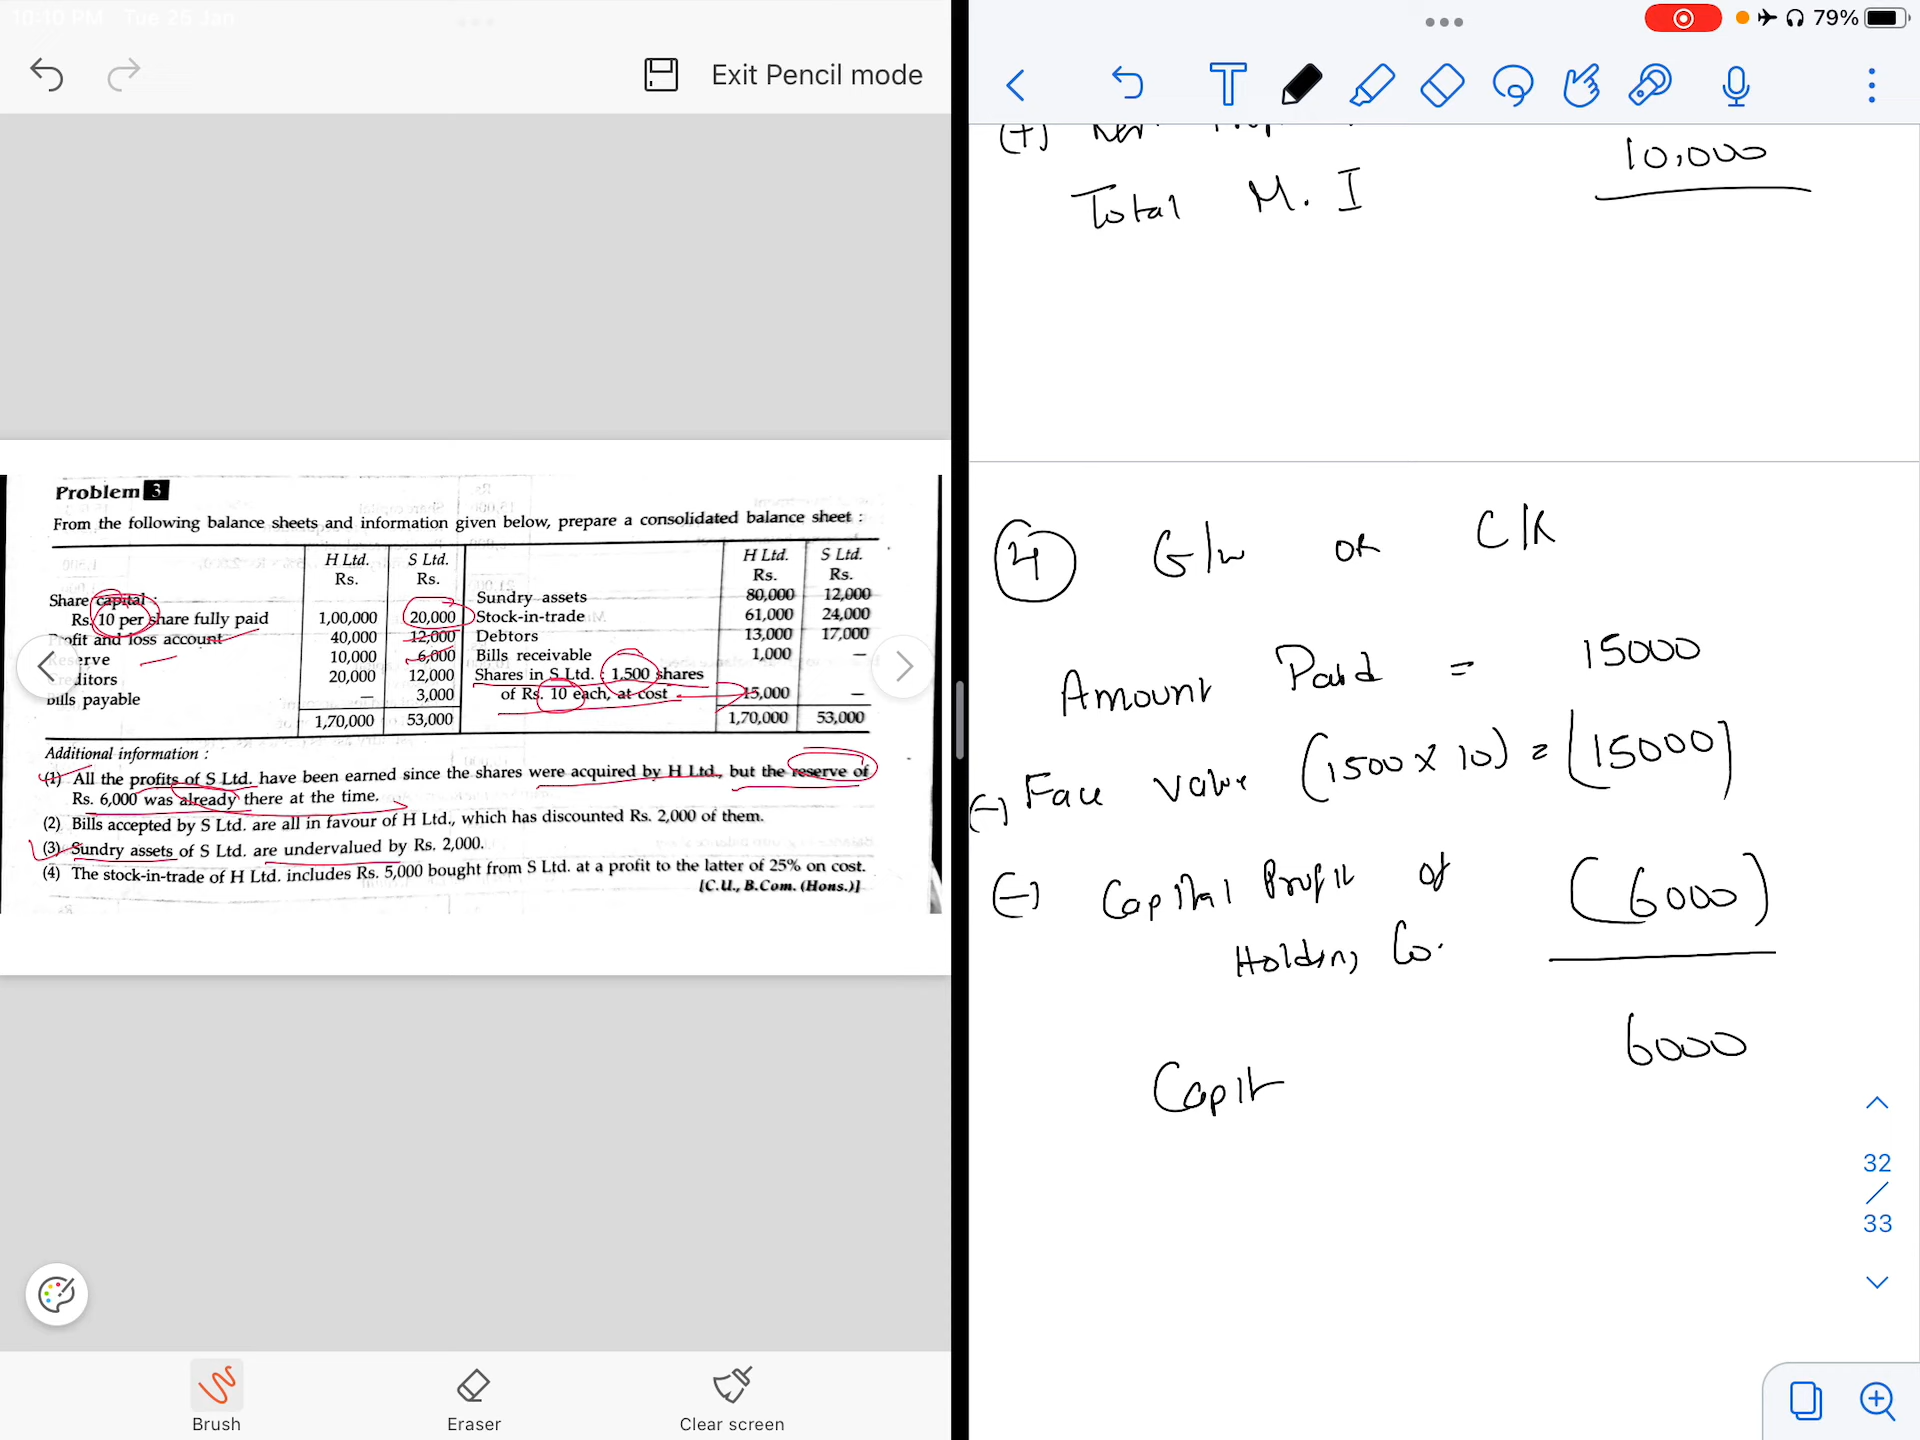 10:10 PM Tue 25 Jan
79%
Exit Pencil mode
Problem 3
From the following balance sheets and information given below, prepare a consolidated balance sheet :
H Ltd. S Ltd. H Ltd. S Ltd.
Rs. Rs. Rs. Rs.
Share capital : Sundry assets 80,000 12,000
Rs. 10 per share fully paid 1,00,000 20,000 Stock-in-trade 61,000 24,000
Profit and loss account 40,000 12,000 Debtors 13,000 17,000
Reserve 10,000 6,000 Bills receivable 1,000 —
Creditors 20,000 12,000 Shares in S Ltd. ( 1,500 shares
Bills payable — 3,000 of Rs. 10 each, at cost 15,000 —
1,70,000 53,000 1,70,000 53,000
Additional information :
(1) All the profits of S Ltd. have been earned since the shares were acquired by H Ltd., but the reserve of
Rs. 6,000 was already there at the time.
(2) Bills accepted by S Ltd. are all in favour of H Ltd., which has discounted Rs. 2,000 of them.
(3) Sundry assets of S Ltd. are undervalued by Rs. 2,000.
(4) The stock-in-trade of H Ltd. includes Rs. 5,000 bought from S Ltd. at a profit to the latter of 25% on cost.
[C.U., B.Com. (Hons.)]
Brush
Eraser
Clear screen
(+)
10,000
Total M. I
4 G/w or C/R
Amount Paid = 15000
(-) Face value (1500 x 10) = (15000)
(-) Capital Profit of (6000)
Holding Co.
6000
Capit
32
/
33